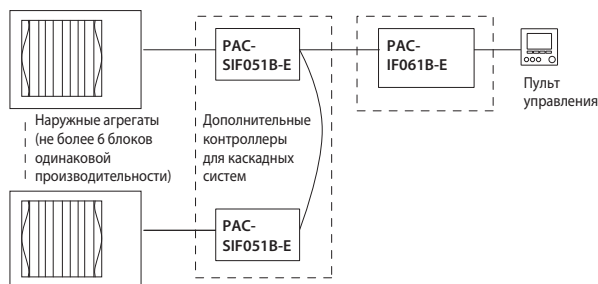 PAC-
SIF051B-E
PAC-
IF061B-E
Пульт
управления
Наружные агрегаты
(не более 6 блоков
одинаковой
производительности)
Дополнительные
контроллеры
для каскадных
систем
PAC-
SIF051B-E